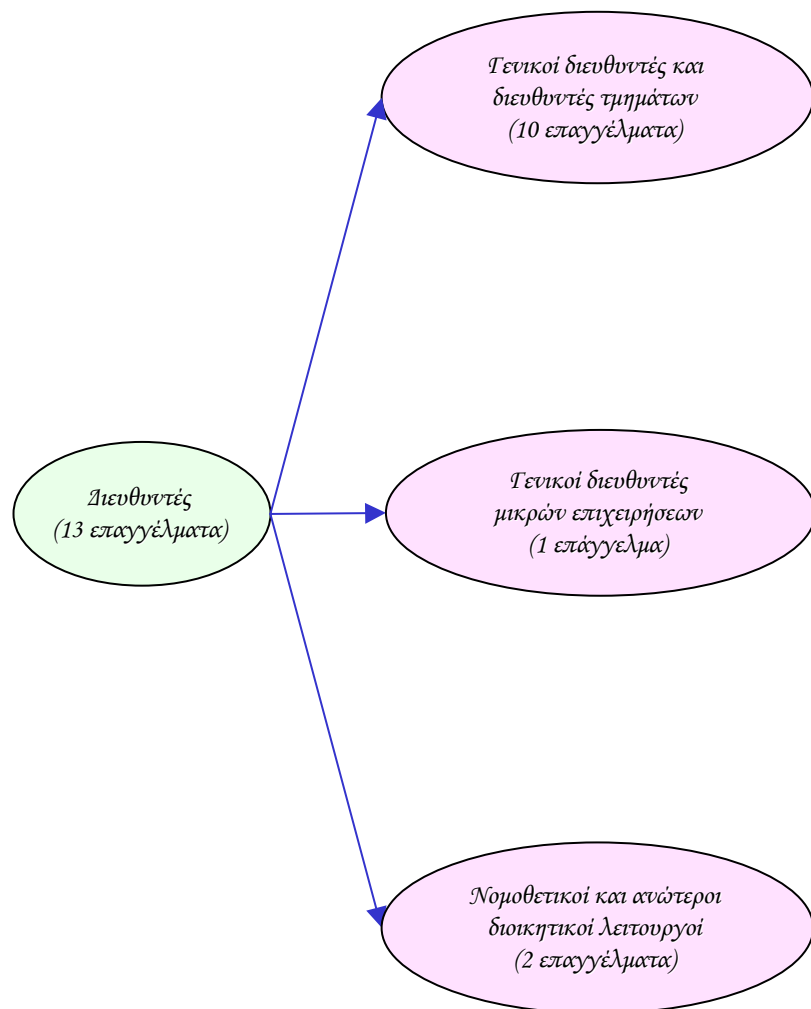 Γενικοί διευθυντές και
διευθυντές τμημάτων
(10 επαγγέλματα)
Διευθυντές
(13 επαγγέλματα)
Γενικοί διευθυντές
μικρών επιχειρήσεων
(1 επάγγελμα)
Νομοθετικοί και ανώτεροι
διοικητικοί λειτουργοί
(2 επαγγέλματα)